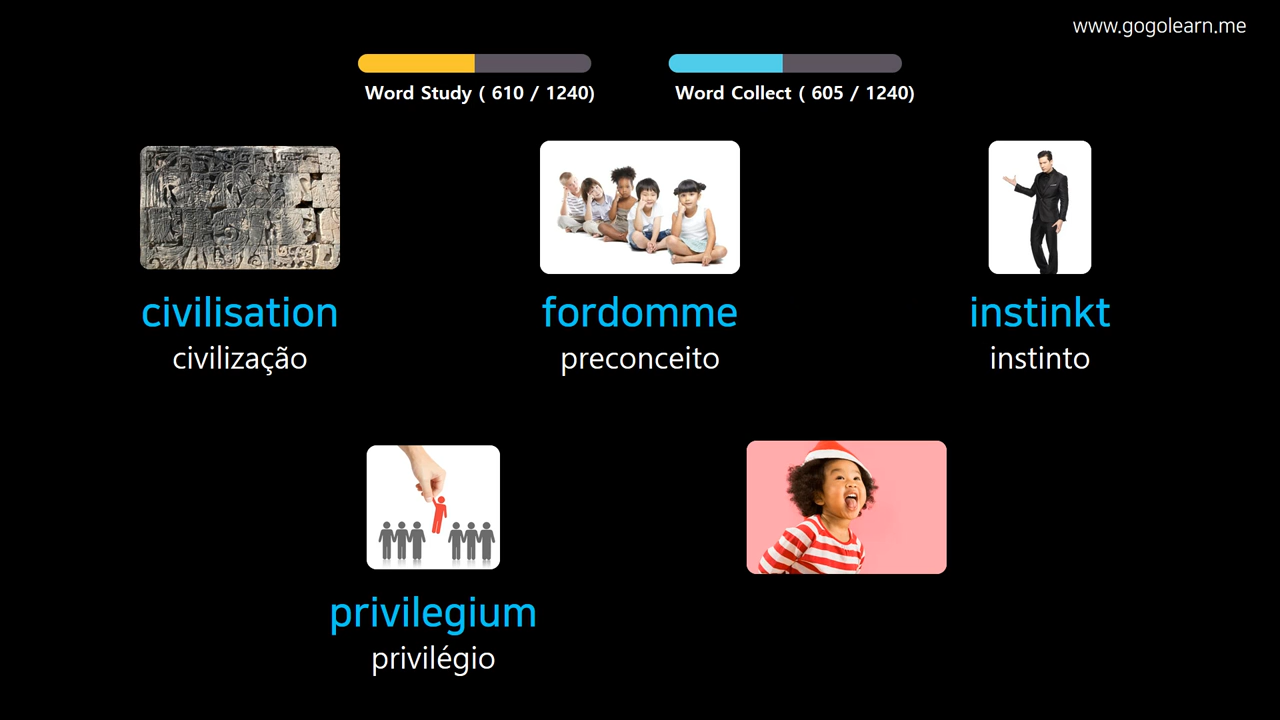 www.gogolearn.me
Word Study ( 610 / 1240)
Word Collect ( 605 / 1240)
civilisation
civilização
fordomme
preconceito
instinkt
instinto
privilegium
privilégio